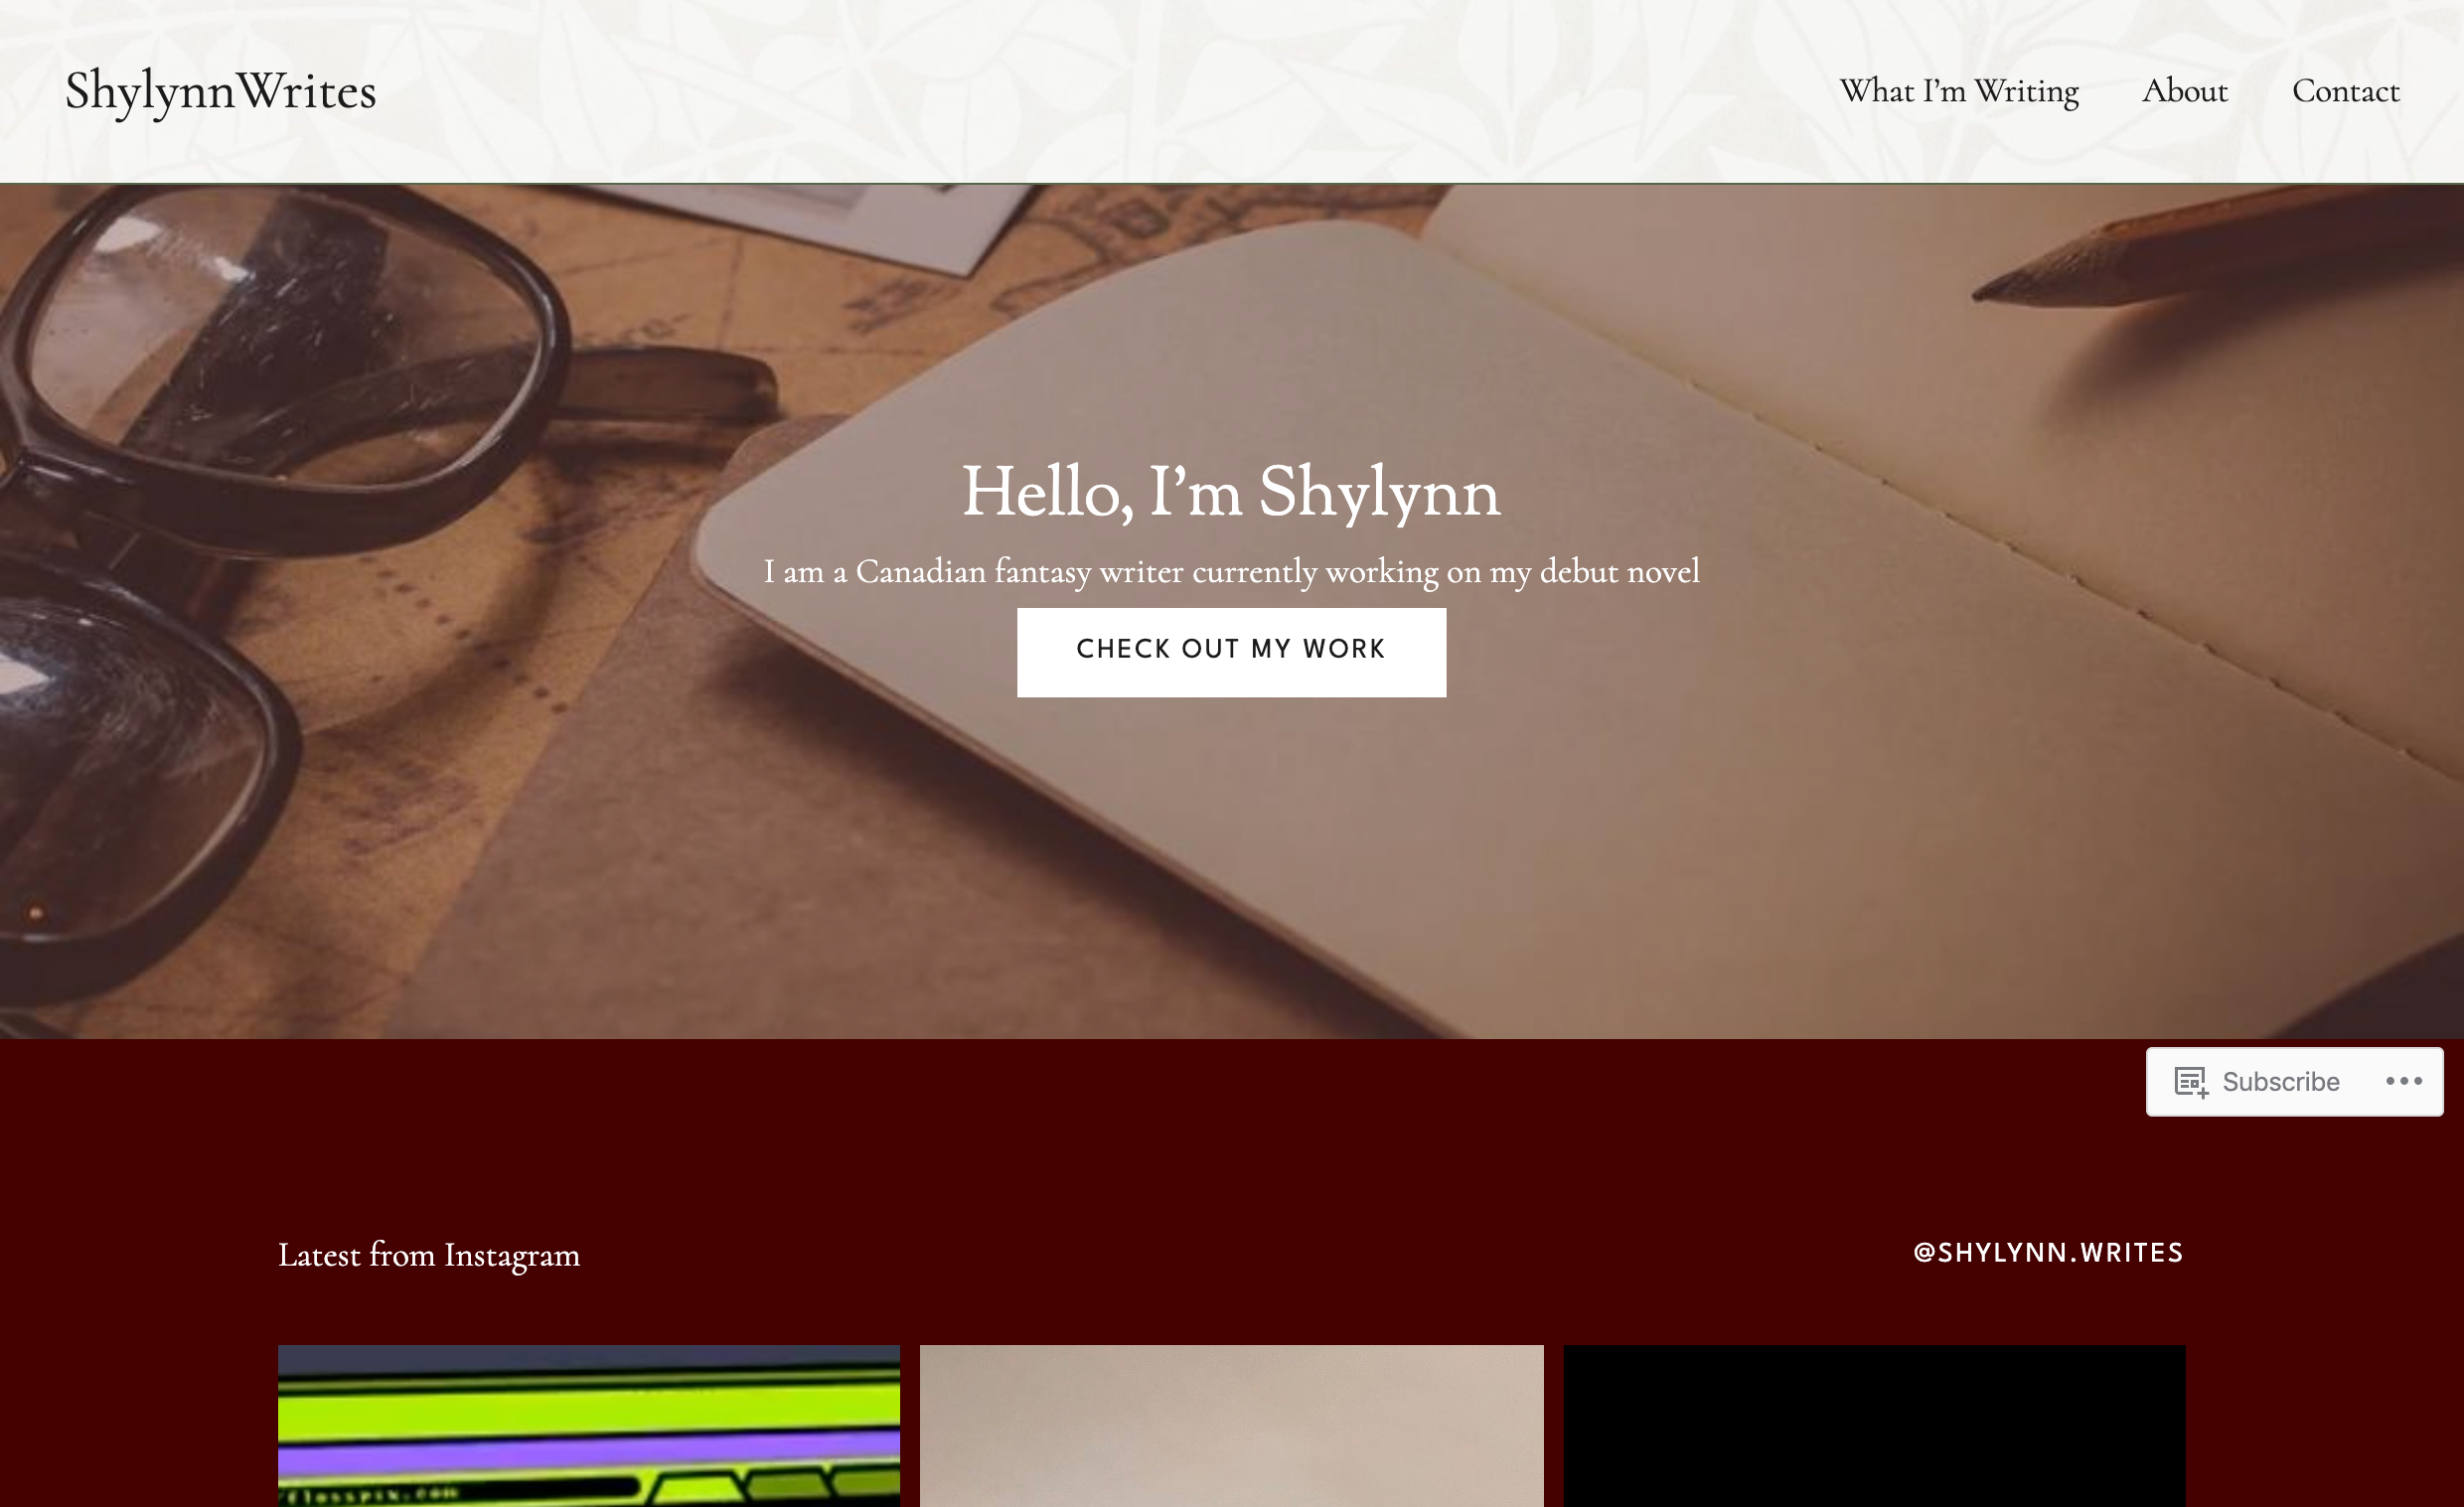 ShylynnWrites
What I’m Writing About Contact
Hello, I’m Shylynn
I am a Canadian fantasy writer currently working on my debut novel
CHECK OUT MY WORK
Subscribe
Latest from Instagram
@SHYLYNN.WRITES